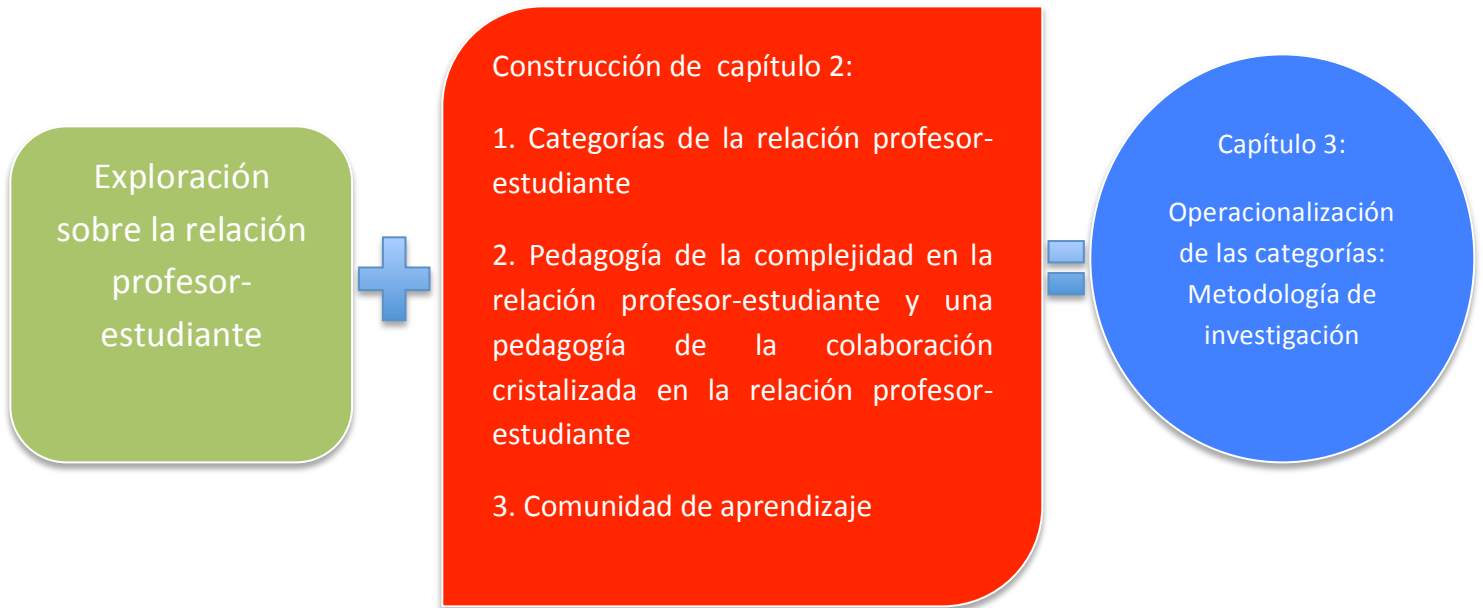 Exploración
sobre la relación
profesor-
estudiante
Construcción de capítulo 2:
1. Categorías de la relación profesor-
estudiante
2. Pedagogía de la complejidad en la
relación profesor-estudiante y una
pedagogía de la colaboración
cristalizada en la relación profesor-
estudiante
3. Comunidad de aprendizaje
Capítulo 3:
Operacionalización
de las categorías:
Metodología de
investigación